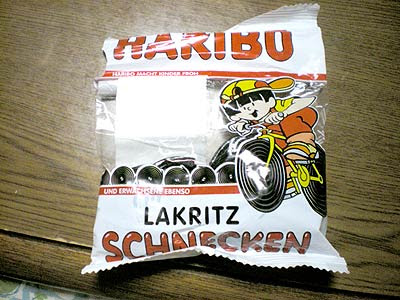 HARIBO
HARIBO MACHT KINDER FROH
UND ERWACHSENE EBENSO
LAKRITZ
SCHNECKEN